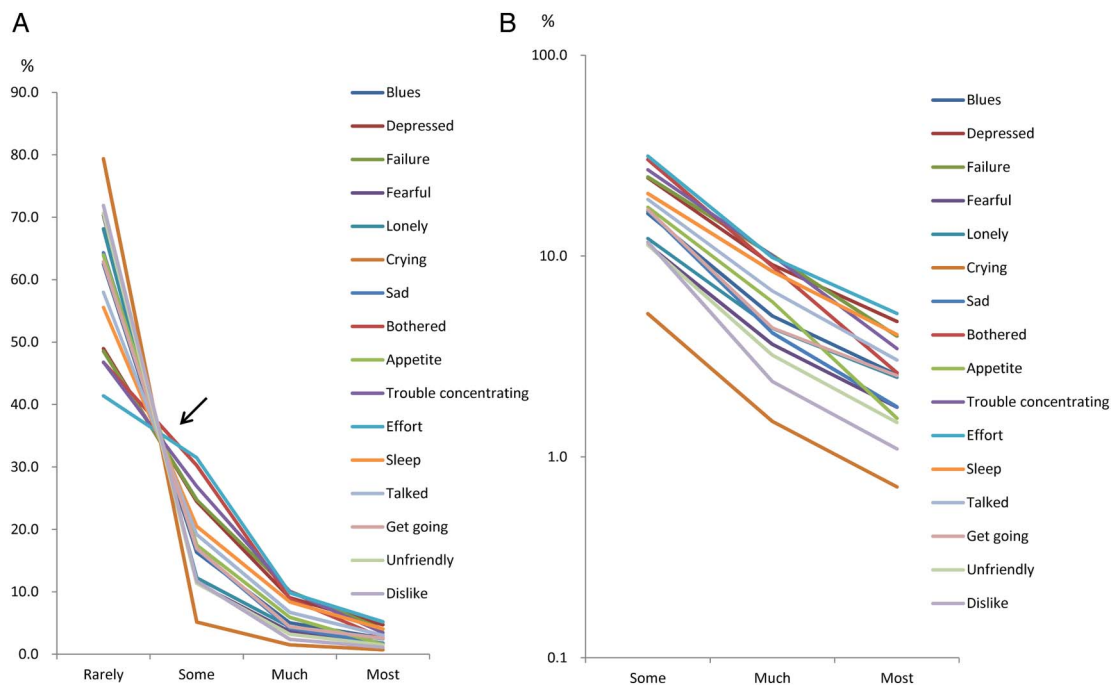 A
%
90.0
80.0
70.0
60.0
50.0
40.0
30.0
20.0
10.0
0.0
Rarely Some Much Most
Blues
Depressed
Failure
Fearful
Lonely
Crying
Sad
Bothered
Appetite
Trouble concentrating
Effort
Sleep
Talked
Get going
Unfriendly
Dislike
B
%
100.0
10.0
1.0
0.1
Some Much Most
Blues
Depressed
Failure
Fearful
Lonely
Crying
Sad
Bothered
Appetite
Trouble concentrating
Effort
Sleep
Talked
Get going
Unfriendly
Dislike